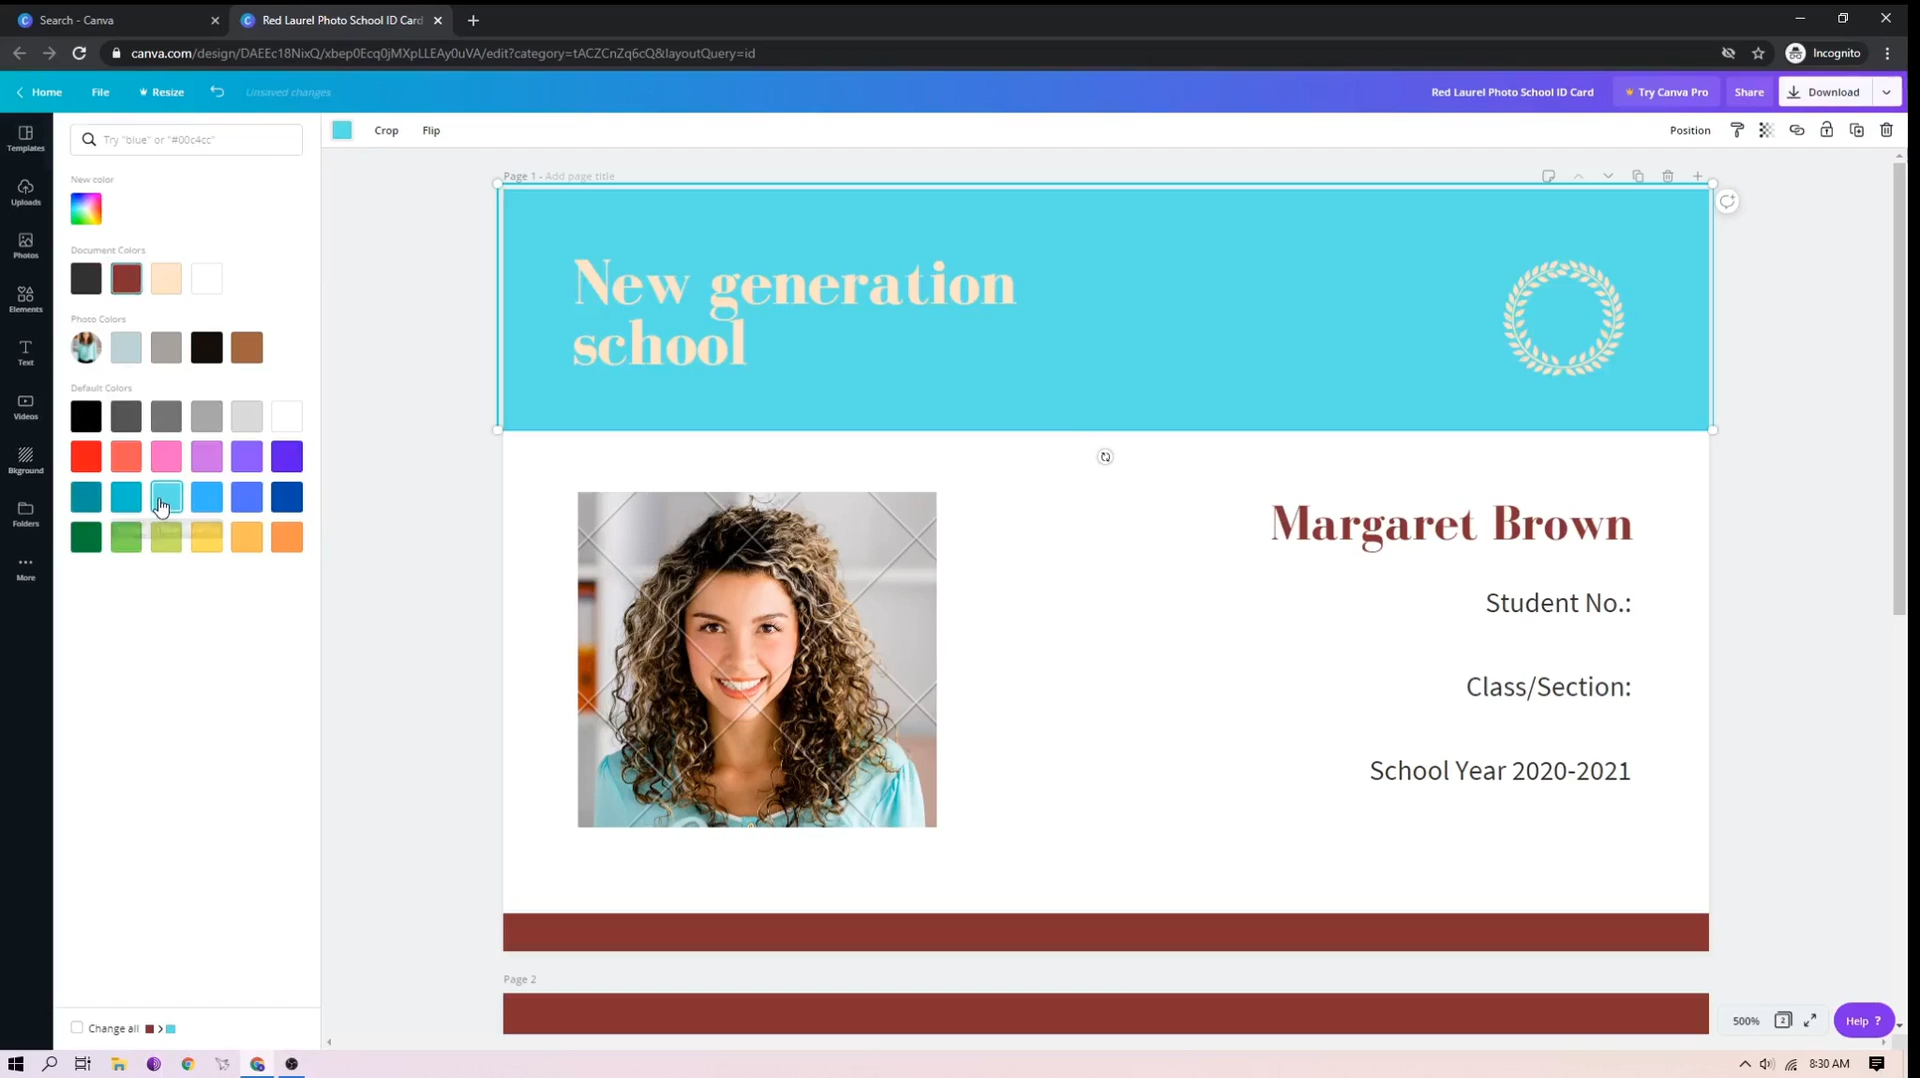 Search - Canva
Red Laurel Photo School ID Card
canva.com/design/DAEEc18NixQ/xbep0Ecq0jMXpLLEAy0uVA/edit?category=tACZCnZq6cQ&layoutQuery=id
Incognito
Home
File
Resize
Unsaved changes
Red Laurel Photo School ID Card
Try Canva Pro
Share
Download
Templates
Uploads
Photos
Elements
Text
Videos
Bkground
Folders
More
Try "blue" or "#00c4cc"
New color
Document Colors
Photo Colors
Default Colors
Change all
Crop
Flip
Position
Page 1 - Add page title
New generation
school
Margaret Brown
Student No.:
Class/Section:
School Year 2020-2021
Page 2
500%
2
Help ?
8:30 AM